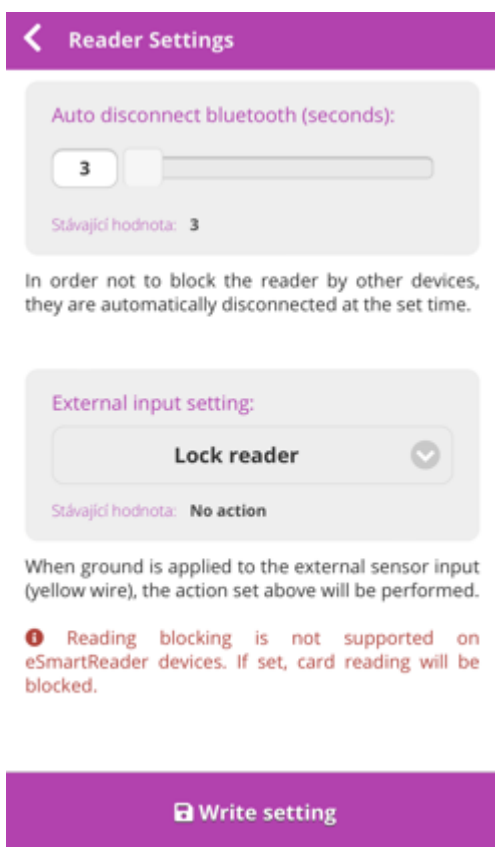 Reader Settings
Auto disconnect bluetooth (seconds):
3
Stávající hodnota: 3
In order not to block the reader by other devices,
they are automatically disconnected at the set time.
External input setting:
Lock reader
Stávající hodnota: No action
When ground is applied to the external sensor input
(yellow wire), the action set above will be performed.
Reading blocking is not supported on
eSmartReader devices. If set, card reading will be
blocked.
Write setting